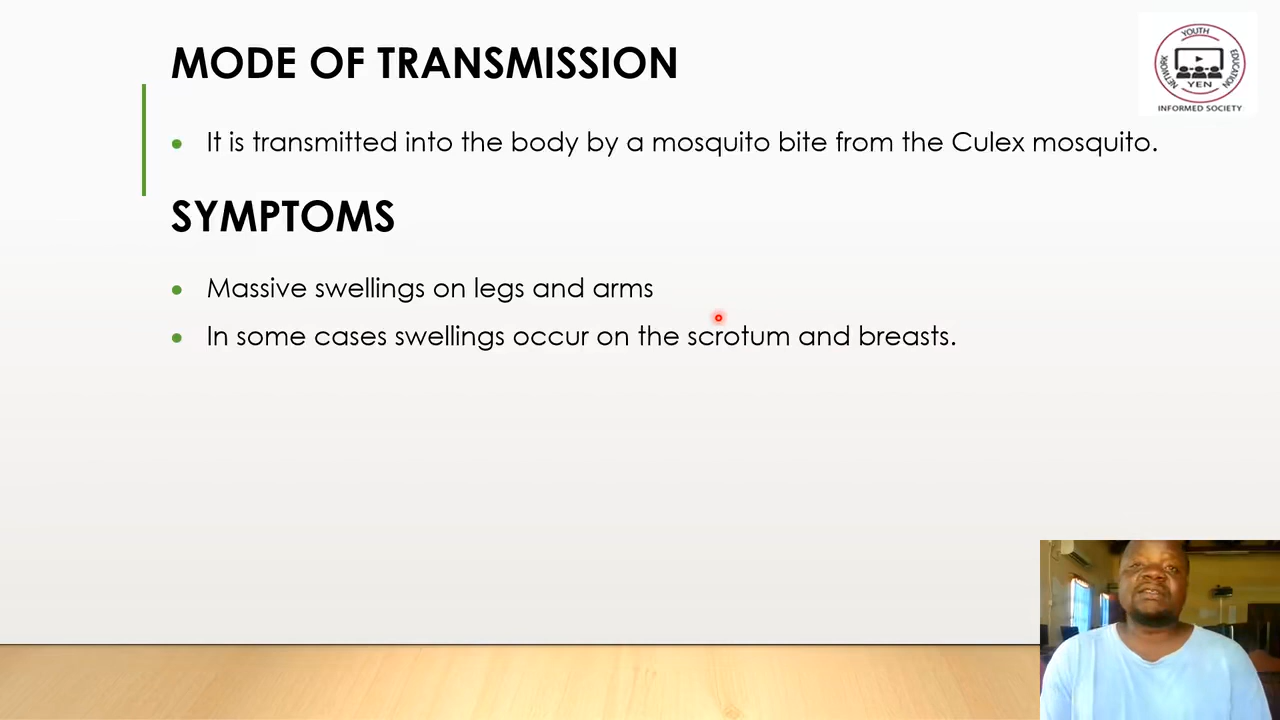 MODE OF TRANSMISSION
YOUTH
EDUCATION
NETWORK
YEN
INFORMED SOCIETY
It is transmitted into the body by a mosquito bite from the Culex mosquito.
SYMPTOMS
Massive swellings on legs and arms
In some cases swellings occur on the scrotum and breasts.